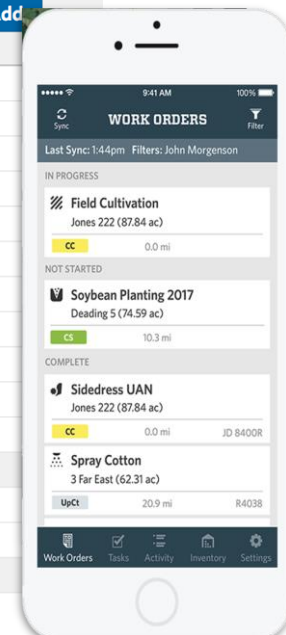 dd
9:41 AM 100%
Sync WORK ORDERS Filter
Last Sync: 1:44pm Filters: John Morgenson
IN PROGRESS
Field Cultivation
Jones 222 (87.84 ac)
CC 0.0 mi
NOT STARTED
Soybean Planting 2017
Deading 5 (74.59 ac)
CS 10.3 mi
COMPLETE
Sidedress UAN
Jones 222 (87.84 ac)
CC 0.0 mi JD 8400R
Spray Cotton
3 Far East (62.31 ac)
UpCt 20.9 mi R4038
Work Orders Tasks Activity Inventory Settings